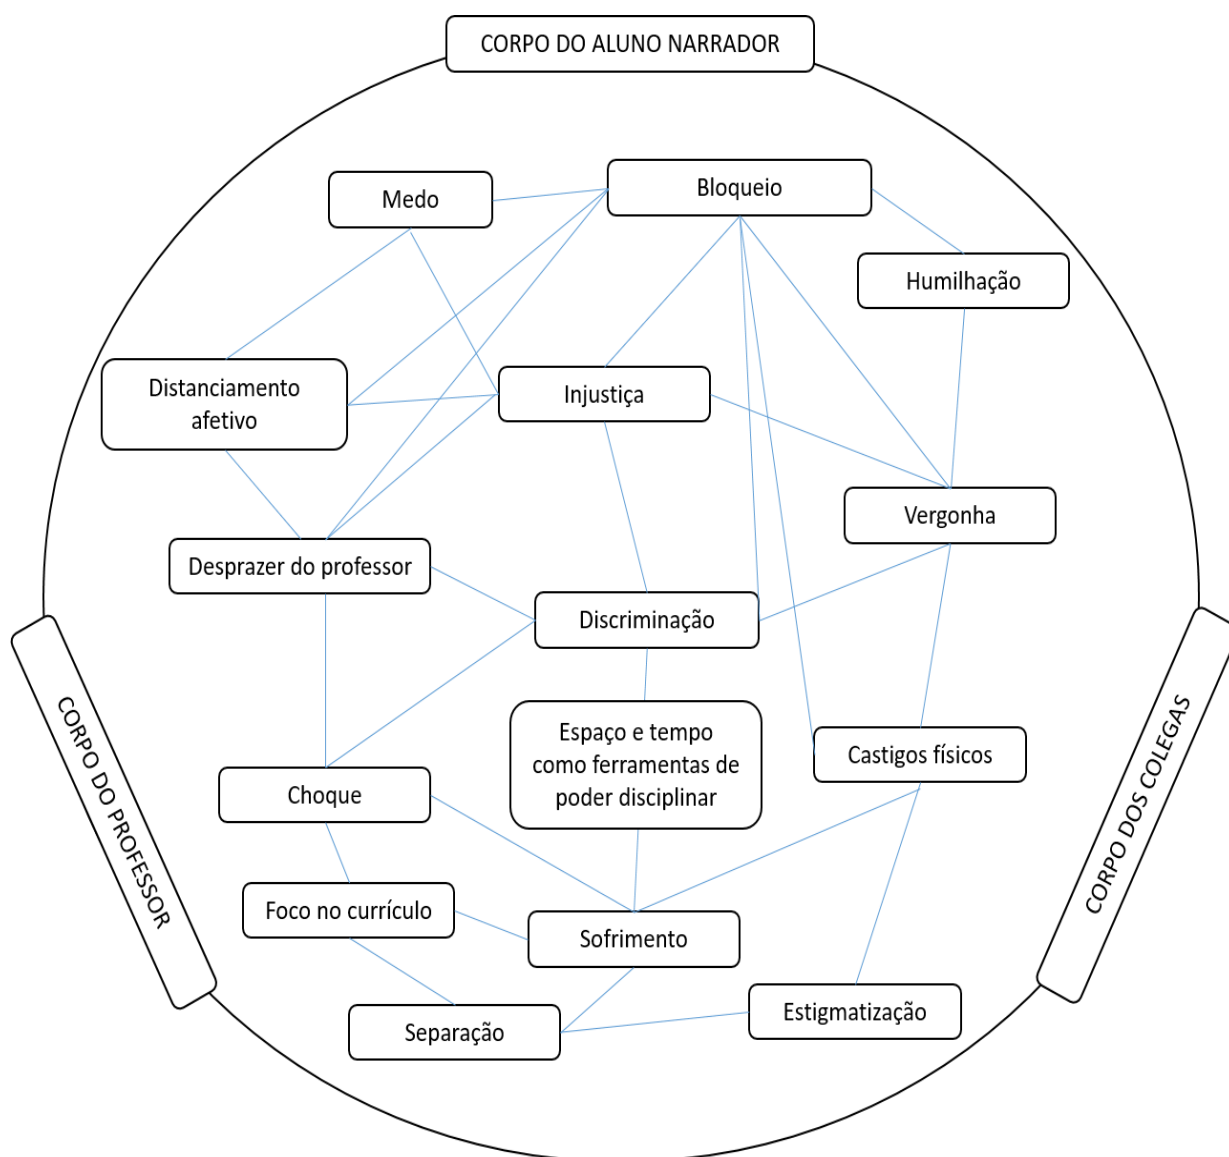 CORPO DO ALUNO NARRADOR
Medo
Bloqueio
Humilhação
Distanciamento
afetivo
Injustiça
Vergonha
Desprazer do professor
Discriminação
Espaço e tempo
como ferramentas de
poder disciplinar
Castigos físicos
Choque
Foco no currículo
Sofrimento
Separação
Estigmatização
CORPO DO PROFESSOR
CORPO DOS COLEGAS